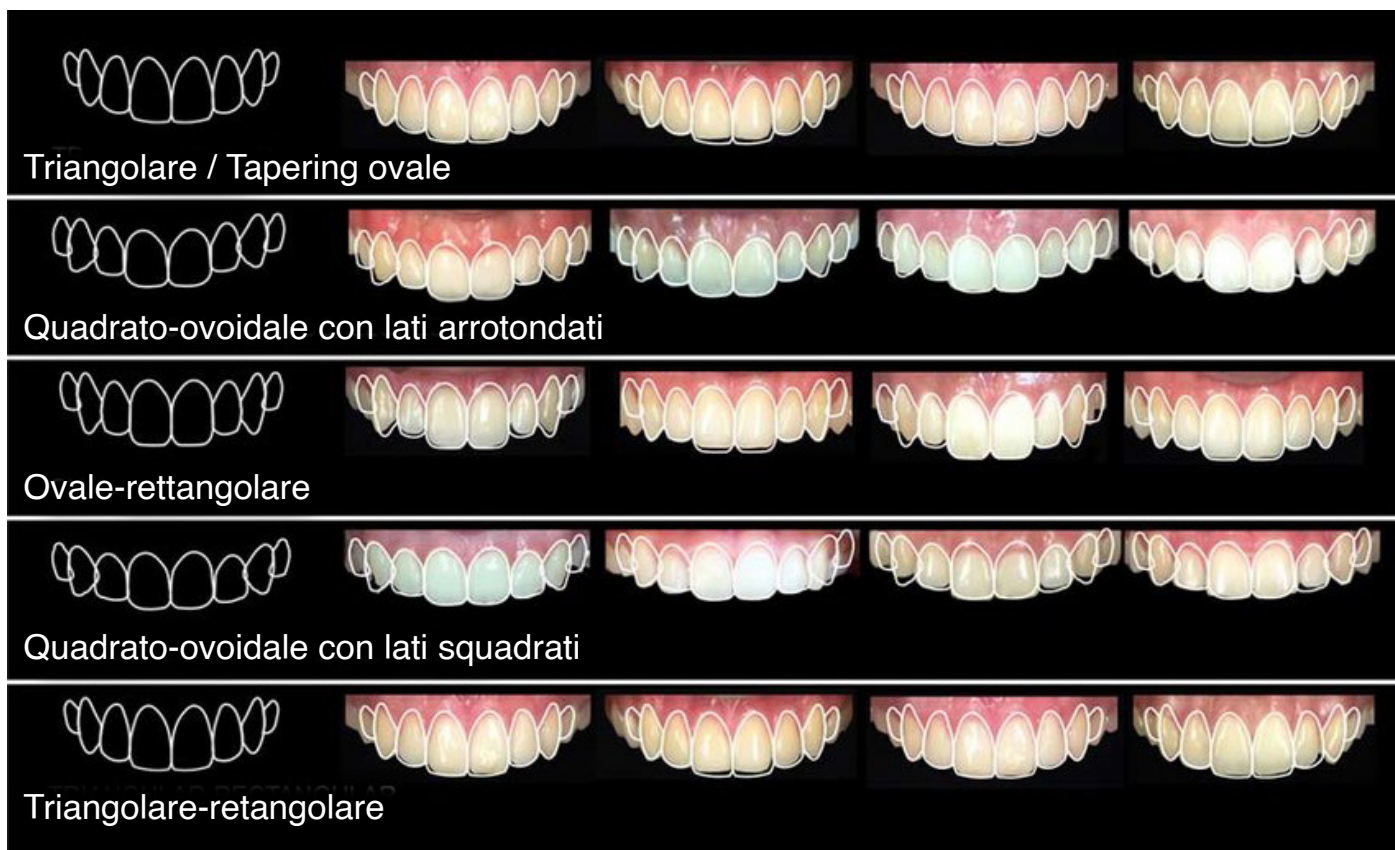 Triangolare / Tapering ovale
Quadrato-ovoidale con lati arrotondati
Ovale-rettangolare
Quadrato-ovoidale con lati squadrati
Triangolare-retangolare